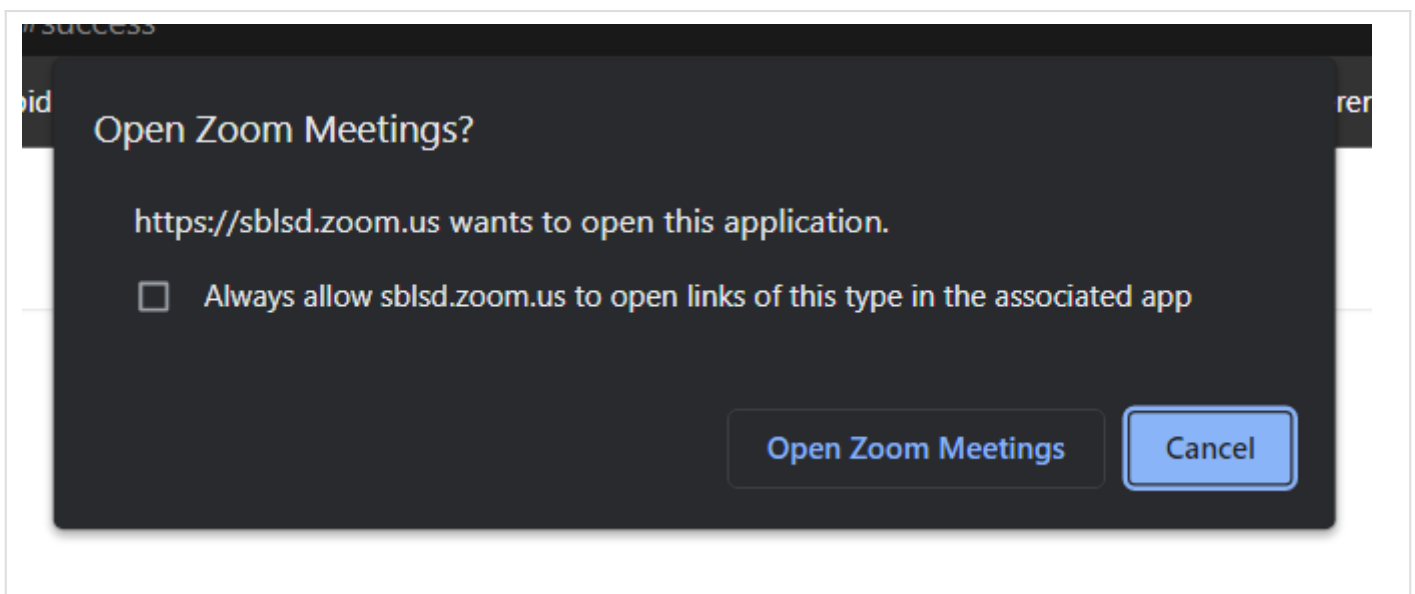 #success
Open Zoom Meetings?
https://sblsd.zoom.us wants to open this application.
Always allow sblsd.zoom.us to open links of this type in the associated app
Open Zoom Meetings
Cancel